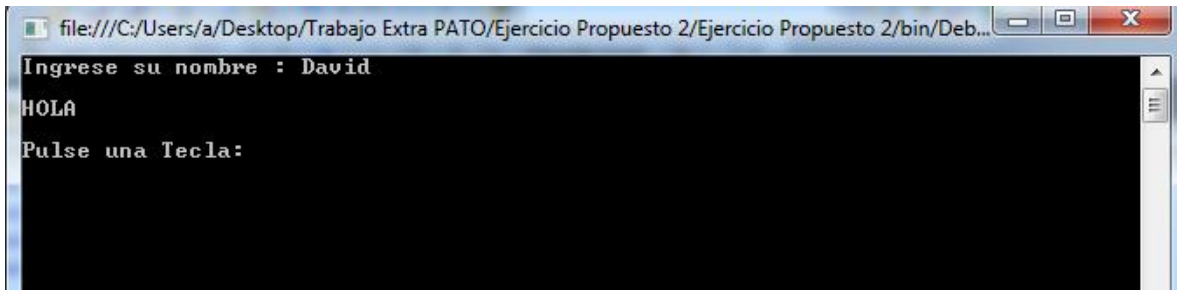 file:///C:/Users/a/Desktop/Trabajo Extra PATO/Ejercicio Propuesto 2/Ejercicio Propuesto 2/bin/Deb...
Ingrese su nombre : David
HOLA
Pulse una Tecla: